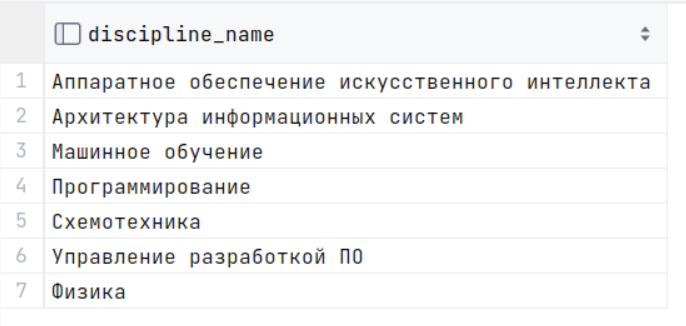 discipline_name
1 Аппаратное обеспечение искусственного интеллекта
2 Архитектура информационных систем
3 Машинное обучение
4 Программирование
5 Схемотехника
6 Управление разработкой ПО
7 Физика